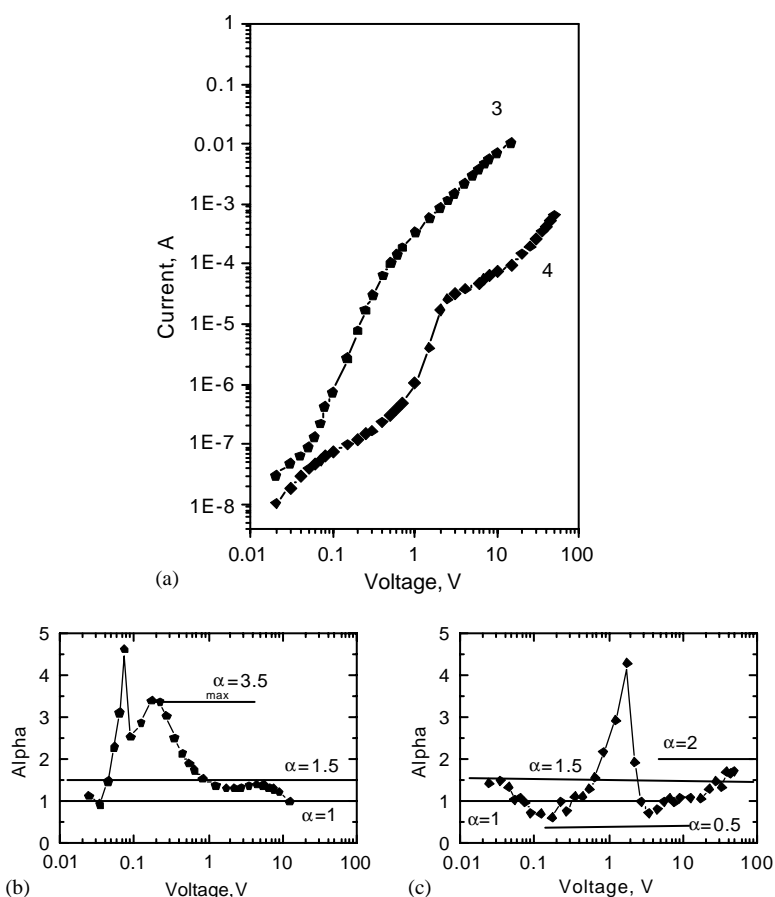 1
0.1
0.01
1E-3
1E-4
1E-5
1E-6
1E-7
1E-8
Current, A
3
4
0.01 0.1 1 10 100
Voltage, V
(a)
5
4
3
2
1
0
Alpha
α=3.5
max
α=1.5
α=1
0.01 0.1 1 10 100
Voltage,V
(b)
5
4
3
2
1
0
Alpha
α=2
α=1.5
α=1
α=0.5
0.01 0.1 1 10 100
Voltage, V
(c)